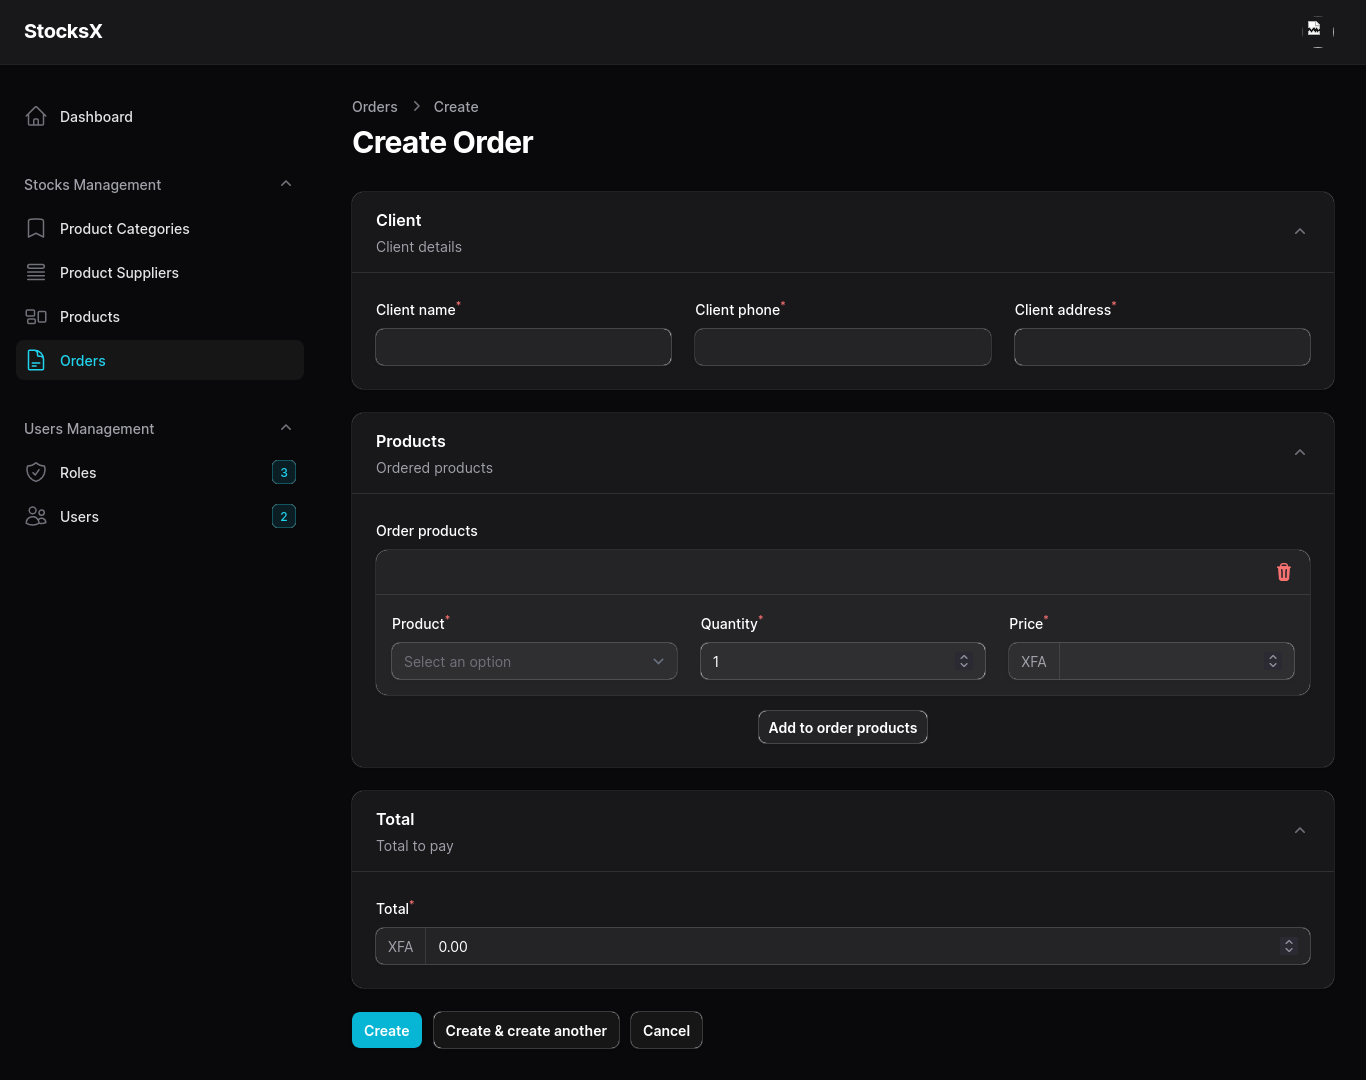 StocksX
Dashboard
Stocks Management
Product Categories
Product Suppliers
Products
Orders
Users Management
Roles 3
Users 2
Orders > Create
Create Order
Client
Client details
Client name* Client phone* Client address*
Products
Ordered products
Order products
Product* Quantity* Price*
Select an option 1 XFA
Add to order products
Total
Total to pay
Total*
XFA 0.00
Create Create & create another Cancel